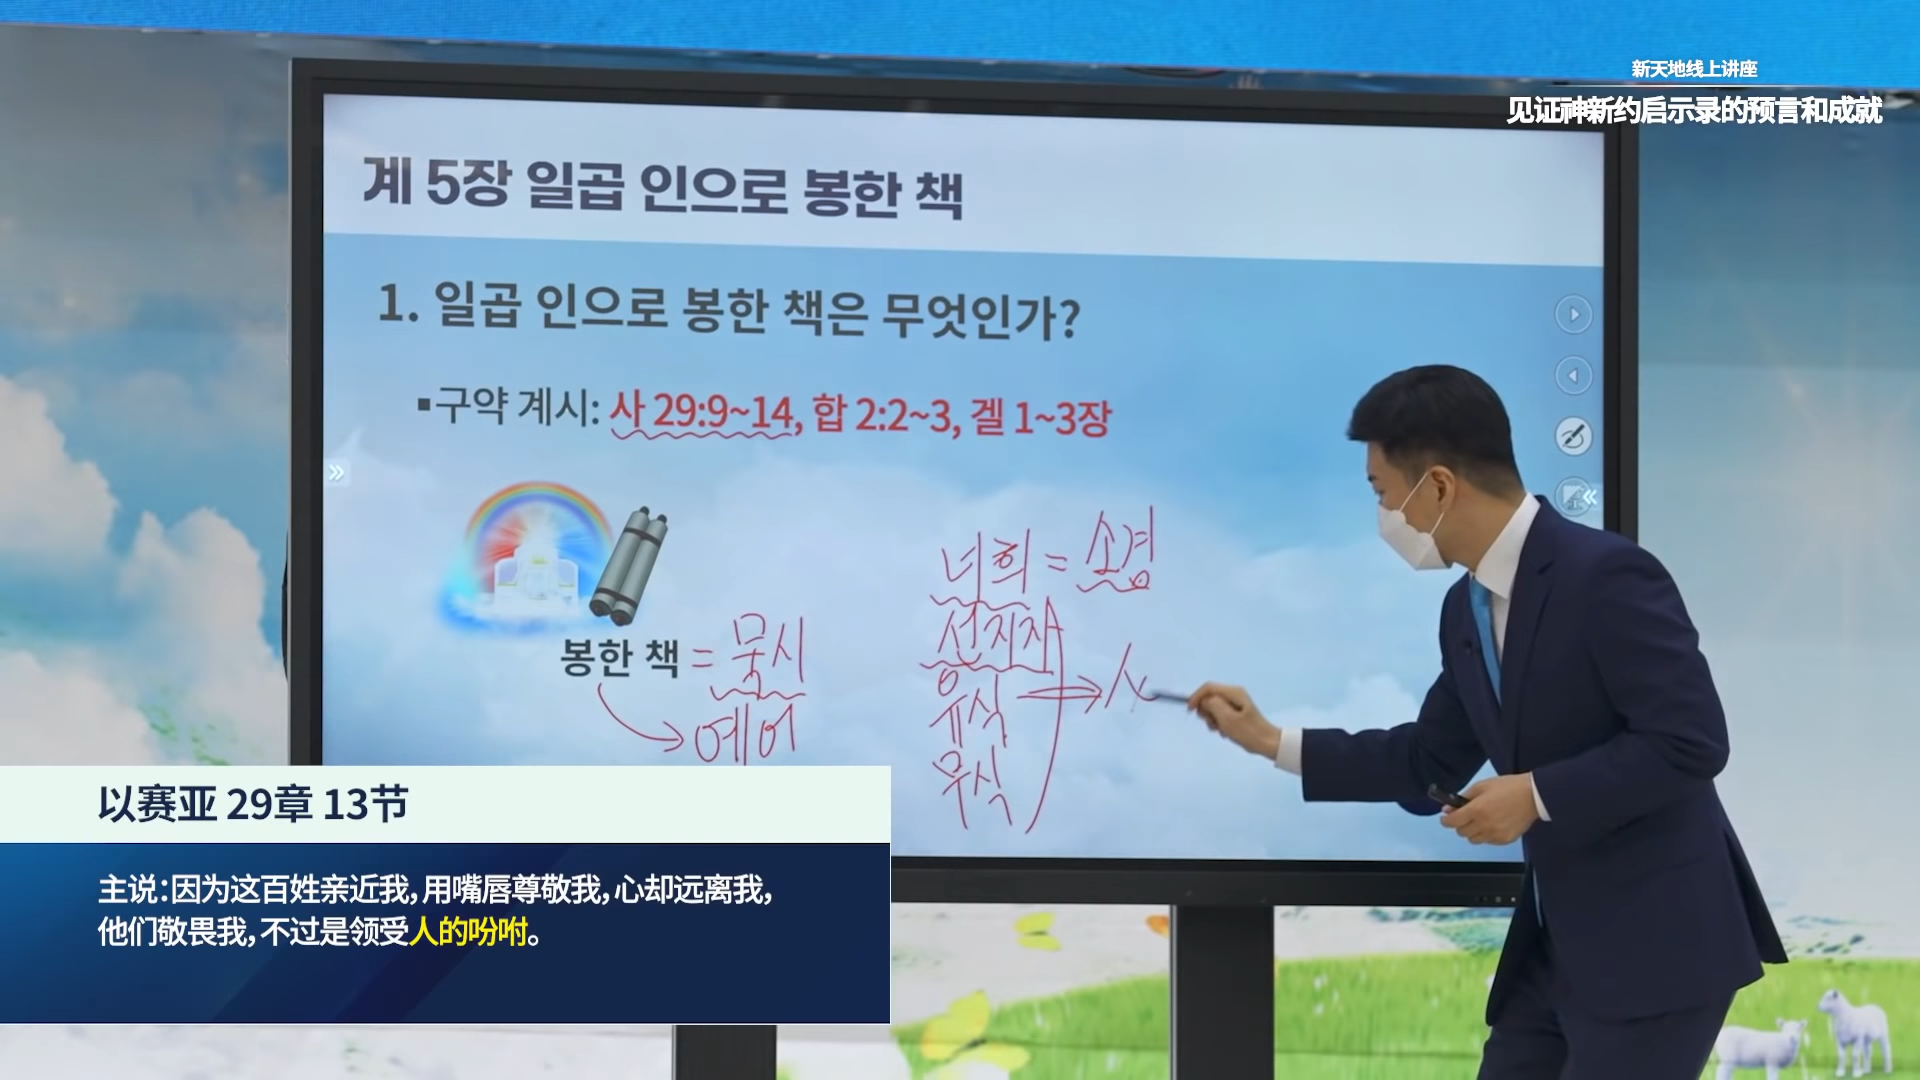 新天地线上讲座
见证神新约启示录的预言和成就
계 5장 일곱 인으로 봉한 책
1. 일곱 인으로 봉한 책은 무엇인가?
▪구약 계시: 사 29:9~14, 합 2:2~3, 겔 1~3장
너희 = 소경
선지자
유식 → 人
무식
봉한 책 = 묵시
예언
以赛亚 29章 13节
主说：因为这百姓亲近我，用嘴唇尊敬我，心却远离我，
他们敬畏我，不过是领受人的吩咐。